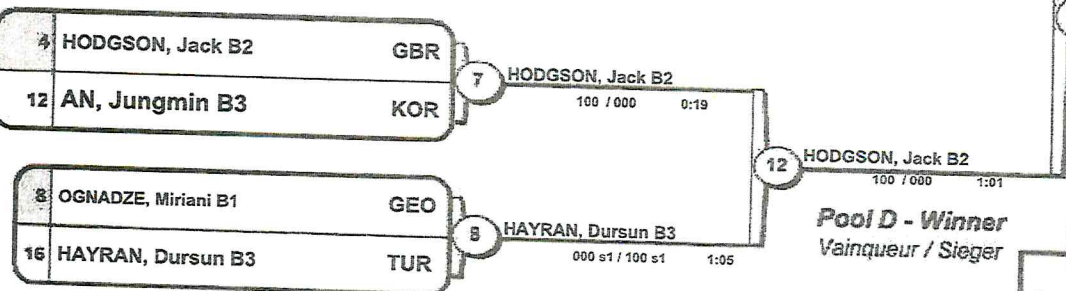 4 HODGSON, Jack B2 GBR
12 AN, Jungmin B3 KOR
7 HODGSON, Jack B2
100 / 000 0:19
8 OGNADZE, Miriani B1 GEO
16 HAYRAN, Dursun B3 TUR
8 HAYRAN, Dursun B3
000 s1 / 100 s1 1:05
12 HODGSON, Jack B2
100 / 000 1:01
Pool D - Winner
Vainqueur / Sieger